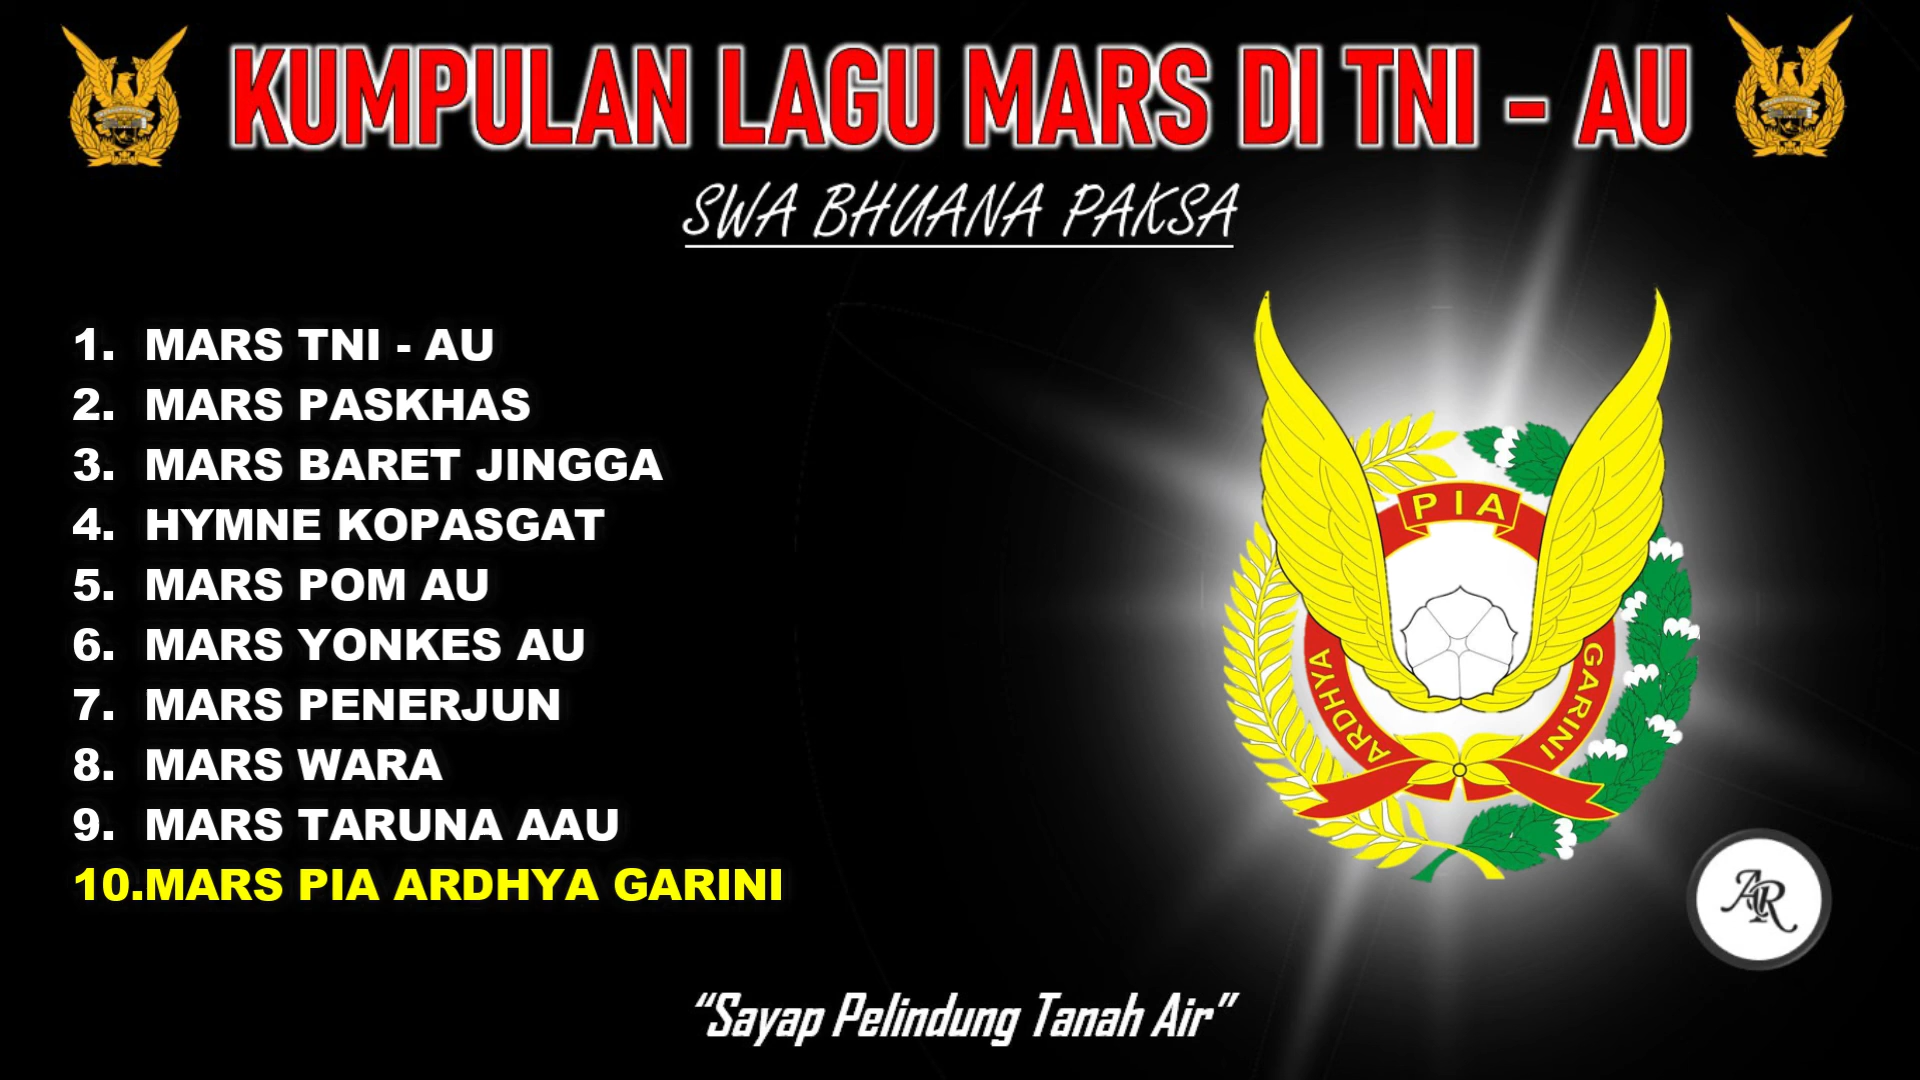 KUMPULAN LAGU MARS DI TNI - AU
SWA BHUANA PAKSA
1. MARS TNI - AU
2. MARS PASKHAS
3. MARS BARET JINGGA
4. HYMNE KOPASGAT
5. MARS POM AU
6. MARS YONKES AU
7. MARS PENERJUN
8. MARS WARA
9. MARS TARUNA AAU
10.MARS PIA ARDHYA GARINI
PIA
ARDHYA
GARINI
AR
"Sayap Pelindung Tanah Air"